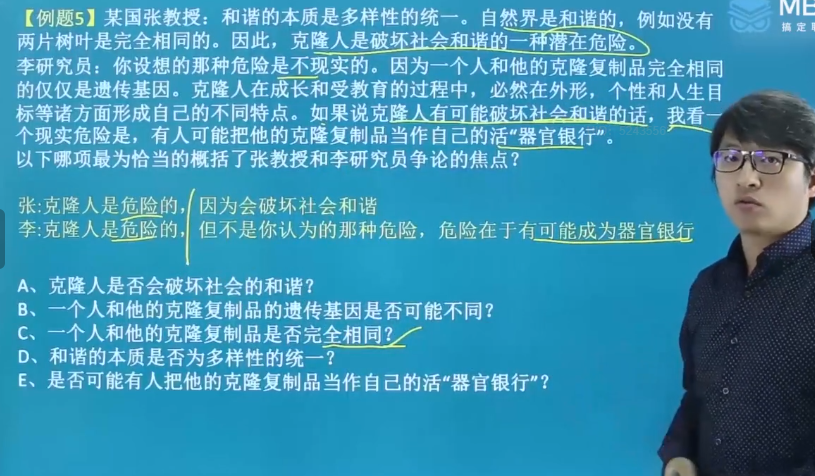 【例题5】某国张教授：和谐的本质是多样性的统一。自然界是和谐的，例如没有
两片树叶是完全相同的。因此，克隆人是破坏社会和谐的一种潜在危险。
李研究员：你设想的那种危险是不现实的。因为一个人和他的克隆复制品完全相同
的仅仅是遗传基因。克隆人在成长和受教育的过程中，必然在外形，个性和人生目
标等诸方面形成自己的不同特点。如果说克隆人有可能破坏社会和谐的话，我看一
个现实危险是，有人可能把他的克隆复制品当作自己的活“器官银行”。
以下哪项最为恰当的概括了张教授和李研究员争论的焦点？
张:克隆人是危险的，因为会破坏社会和谐
李:克隆人是危险的，但不是你认为的那种危险，危险在于有可能成为器官银行
A、克隆人是否会破坏社会的和谐？
B、一个人和他的克隆复制品的遗传基因是否可能不同？
C、一个人和他的克隆复制品是否完全相同？
D、和谐的本质是否为多样性的统一？
E、是否可能有人把他的克隆复制品当作自己的活“器官银行”？
MB
搞定